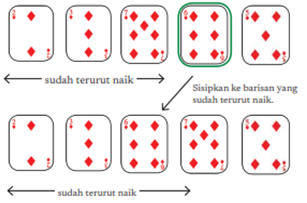 sudah terurut naik
Sisipkan ke barisan yang
sudah terurut naik.
sudah terurut naik